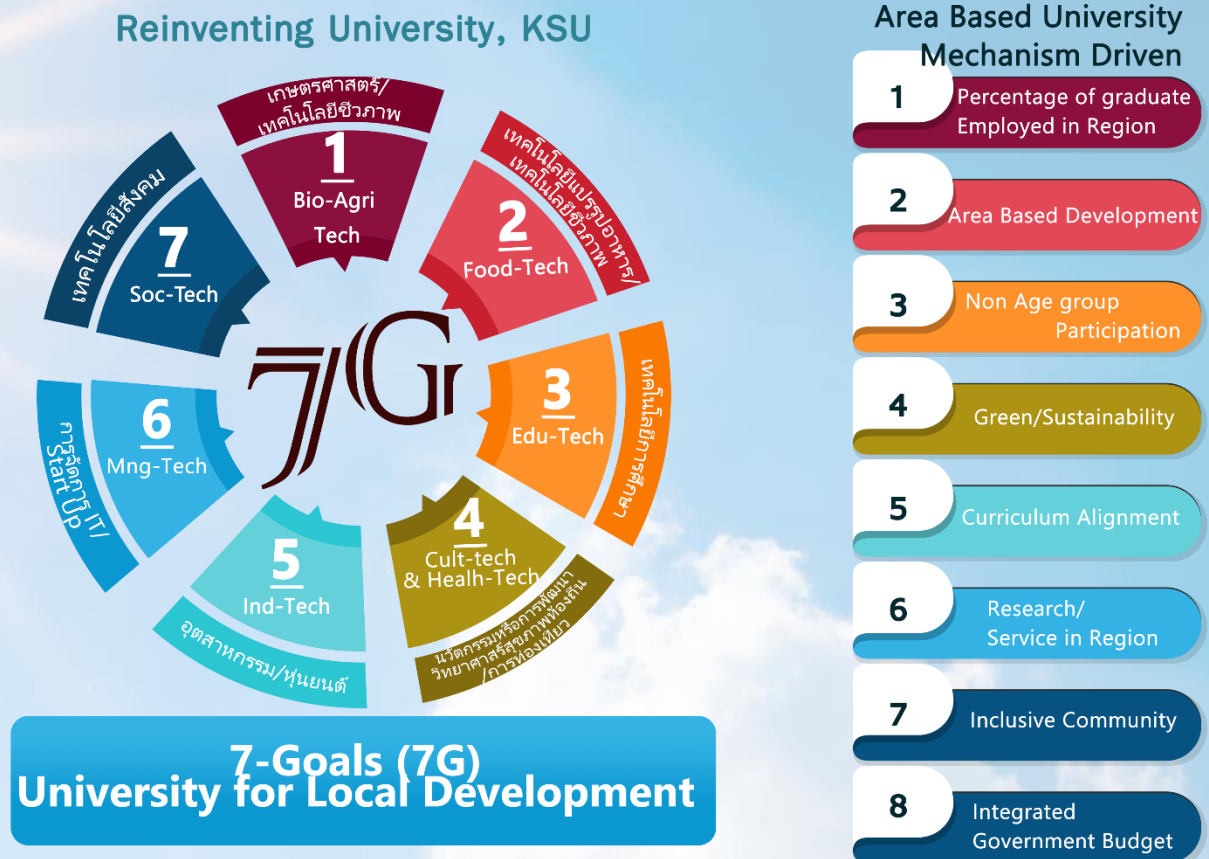 Reinventing University, KSU
เกษตรศาสตร์/
เทคโนโลยีชีวภาพ
1
Bio-Agri
Tech
เทคโนโลยีแปรรูปอาหาร/
เทคโนโลยีชีวภาพ
2
Food-Tech
เทคโนโลยีการศึกษา
3
Edu-Tech
4
Cult-tech
& Healh-Tech
นวัตกรรมหรือการพัฒนา
วิทยาศาสร์สุขภาพท้องถิ่น
/การท่องเที่ยว
5
Ind-Tech
อุตสาหกรรม/หุ่นยนต์
6
Mng-Tech
การจัดการ IT/
Start Up
เทคโนโลยีสังคม
7
Soc-Tech
7G
7-Goals (7G)
University for Local Development
Area Based University
Mechanism Driven
1
Percentage of graduate
Employed in Region
2
Area Based Development
3
Non Age group
Participation
4
Green/Sustainability
5
Curriculum Alignment
6
Research/
Service in Region
7
Inclusive Community
8
Integrated
Government Budget